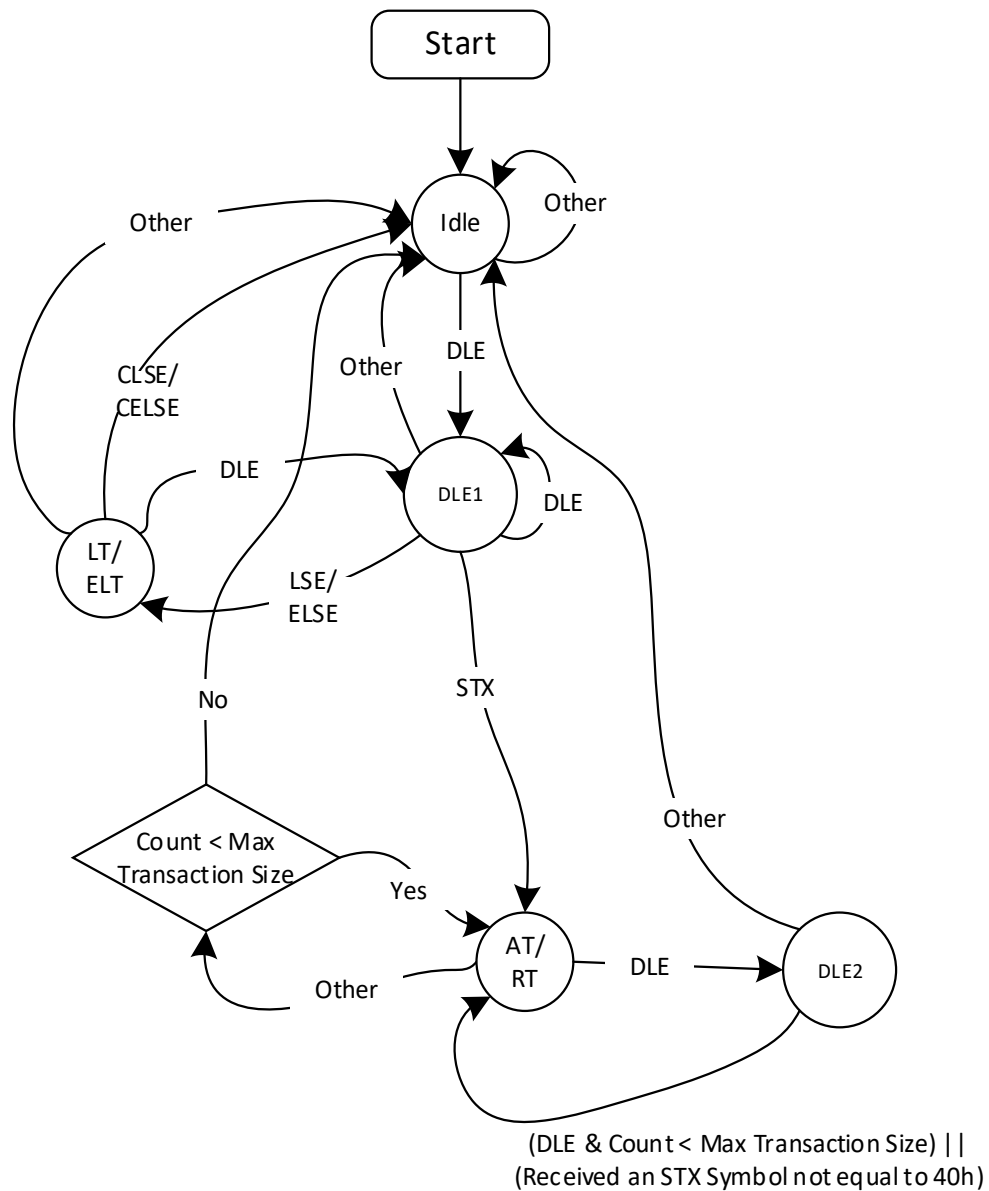 Start
Idle
Other
Other
DLE
Other
CLSE/
CELSE
DLE
DLE1
DLE
LT/
ELT
LSE/
ELSE
STX
No
Other
Count < Max
Transaction Size
Yes
AT/
RT
DLE
DLE2
Other
(DLE & Count < Max Transaction Size) ||
(Received an STX Symbol not equal to 40h)